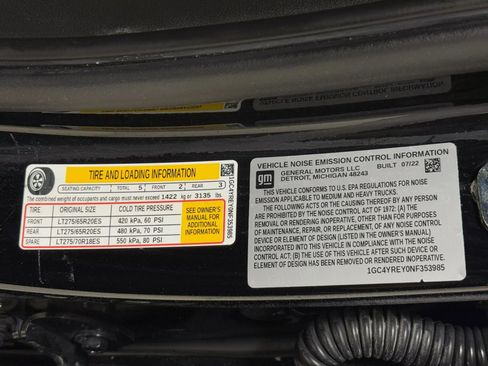 TIRE AND LOADING INFORMATION
SEATING CAPACITY TOTAL 5 FRONT 2 REAR 3
The combined weight of occupants and cargo must never exceed 1422 kg or 3135 lbs.
TIRE ORIGINAL SIZE COLD TIRE PRESSURE
FRONT LT275/65R20ES 420 kPa, 60 PSI
REAR LT275/65R20ES 480 kPa, 70 PSI
SPARE LT275/70R18ES 550 kPa, 80 PSI
SEE OWNER'S
MANUAL FOR
ADDITIONAL
INFORMATION
1GC4YREY0NF353985
VEHICLE NOISE EMISSION CONTROL INFORMATION
gm
GENERAL MOTORS LLC BUILT 07/22
DETROIT, MICHIGAN 48243
THIS VEHICLE CONFORMS TO U.S. EPA REGULATIONS FOR NOISE
EMISSION APPLICABLE TO MEDIUM AND HEAVY TRUCKS.
THE FOLLOWING ACTS OR THE CAUSING THEREOF BY ANY PERSON
ARE PROHIBITED BY THE NOISE CONTROL ACT OF 1972: (A) THE
REMOVAL OR RENDERING INOPERATIVE, OTHER THAN FOR PURPOSES
OF MAINTENANCE, REPAIR, OR REPLACEMENT, OF ANY NOISE
CONTROL DEVICE OR ELEMENT OF DESIGN (LISTED IN THE OWNER'S
MANUAL) INCORPORATED INTO THIS VEHICLE IN COMPLIANCE WITH
THE NOISE CONTROL ACT;
(B) THE USE OF THIS VEHICLE AFTER SUCH DEVICE OR ELEMENT OF
DESIGN HAS BEEN REMOVED OR RENDERED INOPERATIVE.
1GC4YREY0NF353985